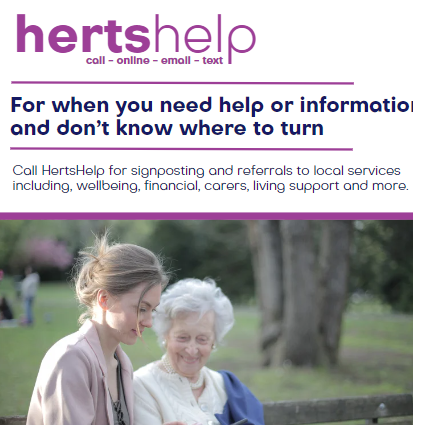 hertshelp
call – online – email – text
For when you need help or information
and don't know where to turn
Call HertsHelp for signposting and referrals to local services
including, wellbeing, financial, carers, living support and more.